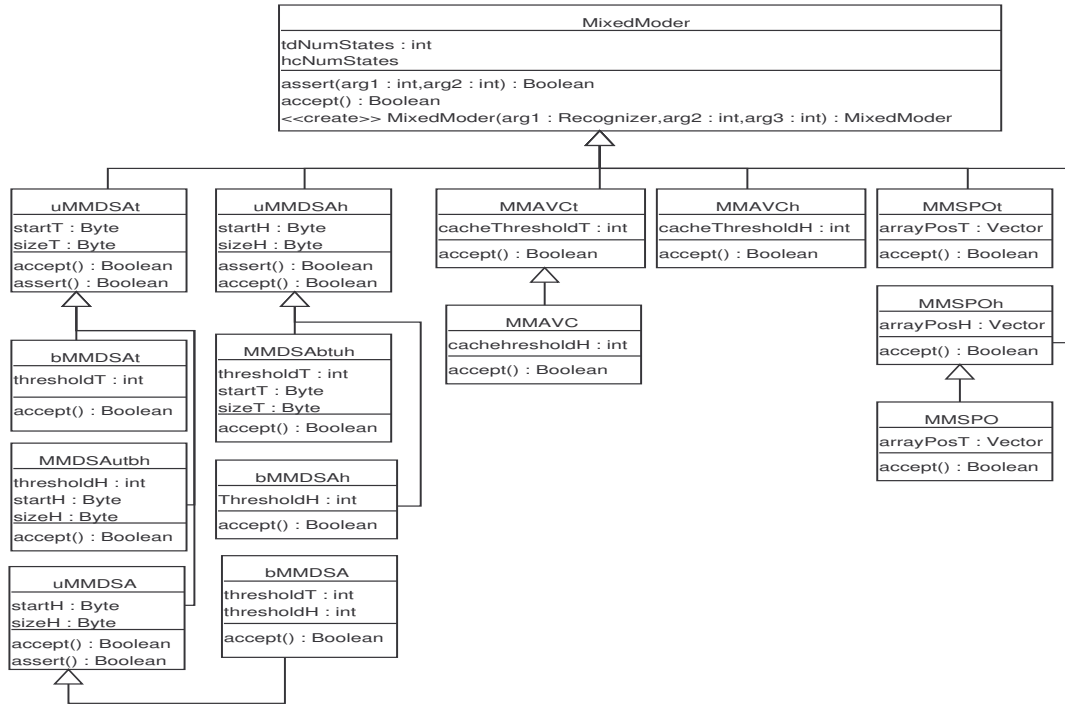 MixedModer
tdNumStates : int
hcNumStates
assert(arg1 : int,arg2 : int) : Boolean
accept() : Boolean
<<create>> MixedModer(arg1 : Recognizer,arg2 : int,arg3 : int) : MixedModer
uMMDSAt
startT : Byte
sizeT : Byte
accept() : Boolean
assert() : Boolean
uMMDSAh
startH : Byte
sizeH : Byte
assert() : Boolean
accept() : Boolean
MMAVCt
cacheThresholdT : int
accept() : Boolean
MMAVCh
cacheThresholdH : int
accept() : Boolean
MMSPOt
arrayPosT : Vector
accept() : Boolean
bMMDSAt
thresholdT : int
accept() : Boolean
MMDSAbtuh
thresholdT : int
startT : Byte
sizeT : Byte
accept() : Boolean
MMAVC
cachehresholdH : int
accept() : Boolean
MMSPOh
arrayPosH : Vector
accept() : Boolean
MMSPO
arrayPosT : Vector
accept() : Boolean
MMDSAutbh
thresholdH : int
startH : Byte
sizeH : Byte
accept() : Boolean
bMMDSAh
ThresholdH : int
accept() : Boolean
uMMDSA
startH : Byte
sizeH : Byte
accept() : Boolean
assert() : Boolean
bMMDSA
thresholdT : int
thresholdH : int
accept() : Boolean